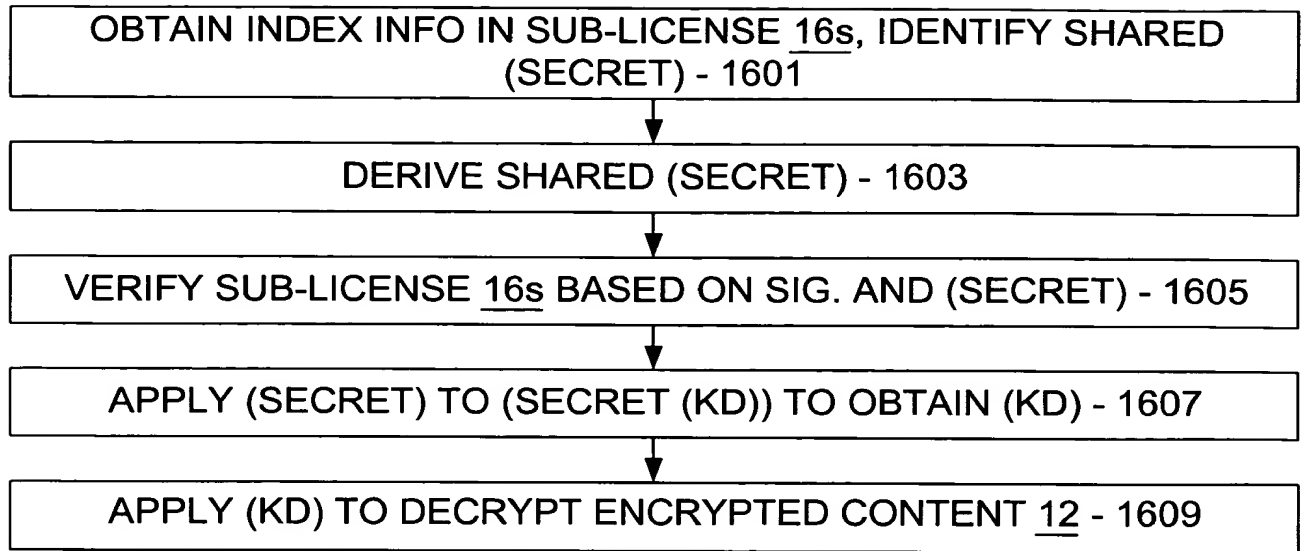 OBTAIN INDEX INFO IN SUB-LICENSE 16s, IDENTIFY SHARED
(SECRET) - 1601
DERIVE SHARED (SECRET) - 1603
VERIFY SUB-LICENSE 16s BASED ON SIG. AND (SECRET) - 1605
APPLY (SECRET) TO (SECRET (KD)) TO OBTAIN (KD) - 1607
APPLY (KD) TO DECRYPT ENCRYPTED CONTENT 12 - 1609